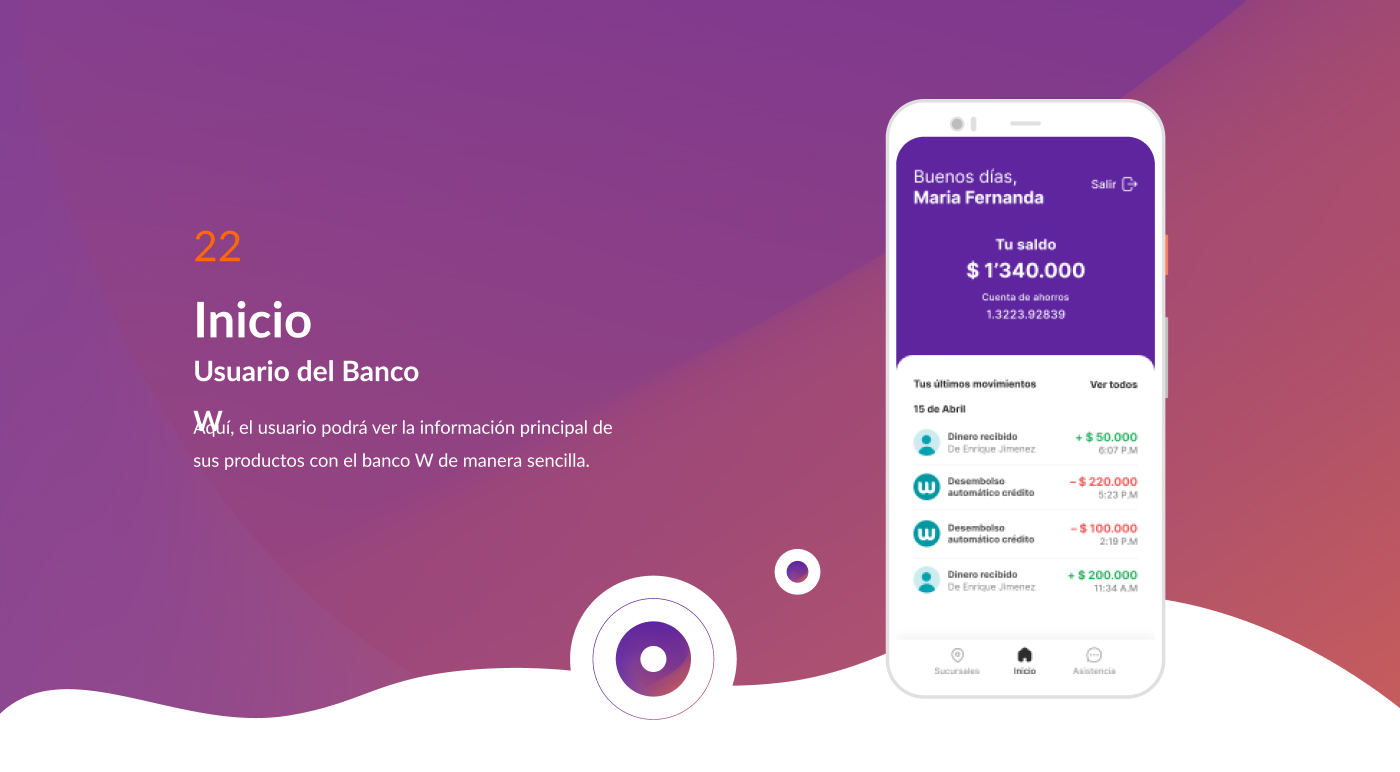 22
Inicio
Usuario del Banco
W
Aquí, el usuario podrá ver la información principal de
sus productos con el banco W de manera sencilla.
Buenos días,
Maria Fernanda
Salir
Tu saldo
$ 1'340.000
Cuenta de ahorros
1.3223.92839
Tus últimos movimientos
Ver todos
15 de Abril
Dinero recibido
+ $ 50.000
De Enrique Jimenez
6:07 P.M
W
Desembolso
– $ 220.000
automático crédito
5:23 P.M
W
Desembolso
– $ 100.000
automático crédito
2:19 P.M
Dinero recibido
+ $ 200.000
De Enrique Jimenez
11:34 A.M
Sucursales
Inicio
Asistencia